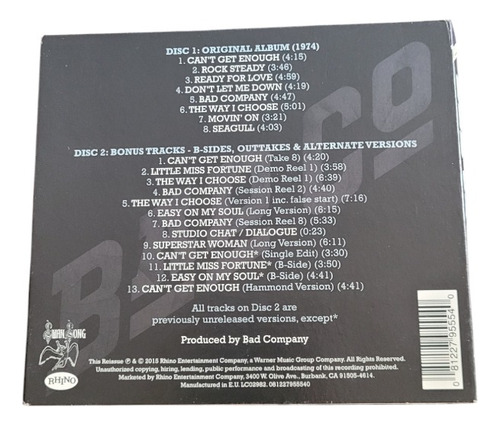 DISC 1: ORIGINAL ALBUM (1974)
1. CAN'T GET ENOUGH (4:15)
2. ROCK STEADY (3:46)
3. READY FOR LOVE (4:59)
4. DON'T LET ME DOWN (4:19)
5. BAD COMPANY (4:47)
6. THE WAY I CHOOSE (5:01)
7. MOVIN' ON (3:21)
8. SEAGULL (4:03)
DISC 2: BONUS TRACKS - B-SIDES, OUTTAKES & ALTERNATE VERSIONS
1. CAN'T GET ENOUGH (Take 8) (4:20)
2. LITTLE MISS FORTUNE (Demo Reel 1) (3:58)
3. THE WAY I CHOOSE (Demo Reel 1) (6:39)
4. BAD COMPANY (Session Reel 2) (4:40)
5. THE WAY I CHOOSE (Version 1 inc. false start) (7:16)
6. EASY ON MY SOUL (Long Version) (6:15)
7. BAD COMPANY (Session Reel 8) (5:33)
8. STUDIO CHAT / DIALOGUE (0:23)
9. SUPERSTAR WOMAN (Long Version) (6:11)
10. CAN'T GET ENOUGH* (Single Edit) (3:30)
11. LITTLE MISS FORTUNE* (B-Side) (3:50)
12. EASY ON MY SOUL* (B-Side) (4:41)
13. CAN'T GET ENOUGH (Hammond Version) (4:41)
All tracks on Disc 2 are
previously unreleased versions, except*
Produced by Bad Company
BAD CO
SWAN SONG
RHINO
This Reissue ℗ & © 2015 Rhino Entertainment Company, a Warner Music Group Company. All Rights Reserved.
Unauthorized copying, hiring, lending, public performance and broadcasting of this recording prohibited.
Marketed by Rhino Entertainment Company, 3400 W. Olive Ave., Burbank, CA 91505-4614.
Manufactured in E.U. LC02982. 081227955540
0 81227 95554 0